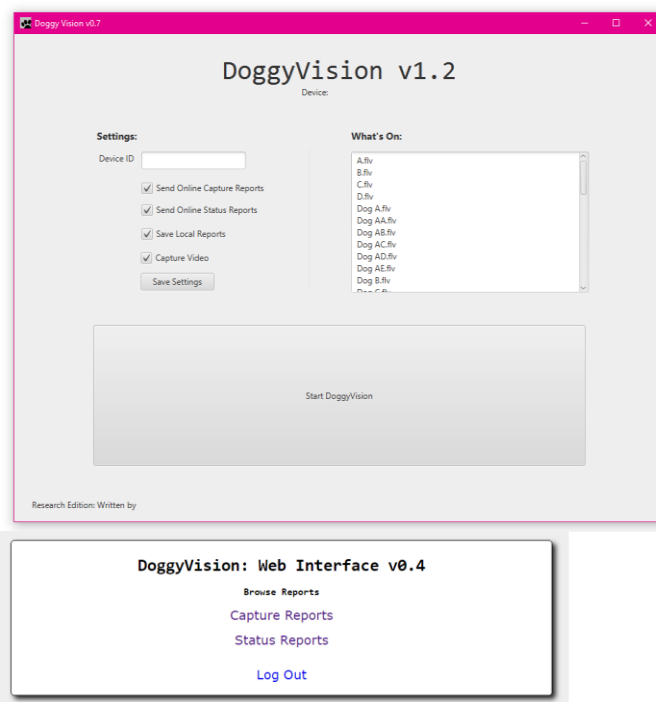 Doggy Vision v0.7
DoggyVision v1.2
Device:
Settings:
Device ID
Send Online Capture Reports
Send Online Status Reports
Save Local Reports
Capture Video
Save Settings
What's On:
A.flv
B.flv
C.flv
D.flv
Dog A.flv
Dog AA.flv
Dog AB.flv
Dog AC.flv
Dog AD.flv
Dog AE.flv
Dog B.flv
Dog C.flv
Start DoggyVision
Research Edition: Written by
DoggyVision: Web Interface v0.4
Browse Reports
Capture Reports
Status Reports
Log Out